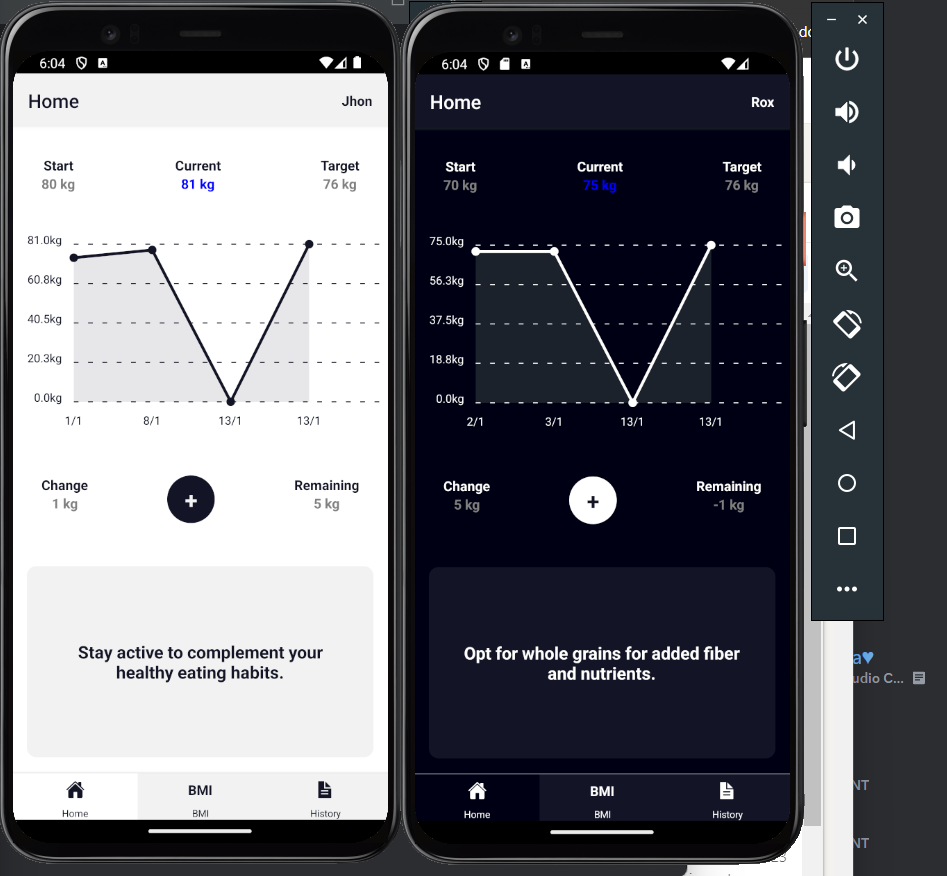 6:04
Home
Jhon
Start
Current
Target
80 kg
81 kg
76 kg
81.0kg
60.8kg
40.5kg
20.3kg
0.0kg
1/1
8/1
13/1
13/1
Change
Remaining
1 kg
+
5 kg
Stay active to complement your
healthy eating habits.
BMI
Home
BMI
History
6:04
Home
Rox
Start
Current
Target
70 kg
75 kg
76 kg
75.0kg
56.3kg
37.5kg
18.8kg
0.0kg
2/1
3/1
13/1
13/1
Change
Remaining
5 kg
+
-1 kg
Opt for whole grains for added fiber
and nutrients.
BMI
Home
BMI
History
do
a♥
udio C...
NT
NT